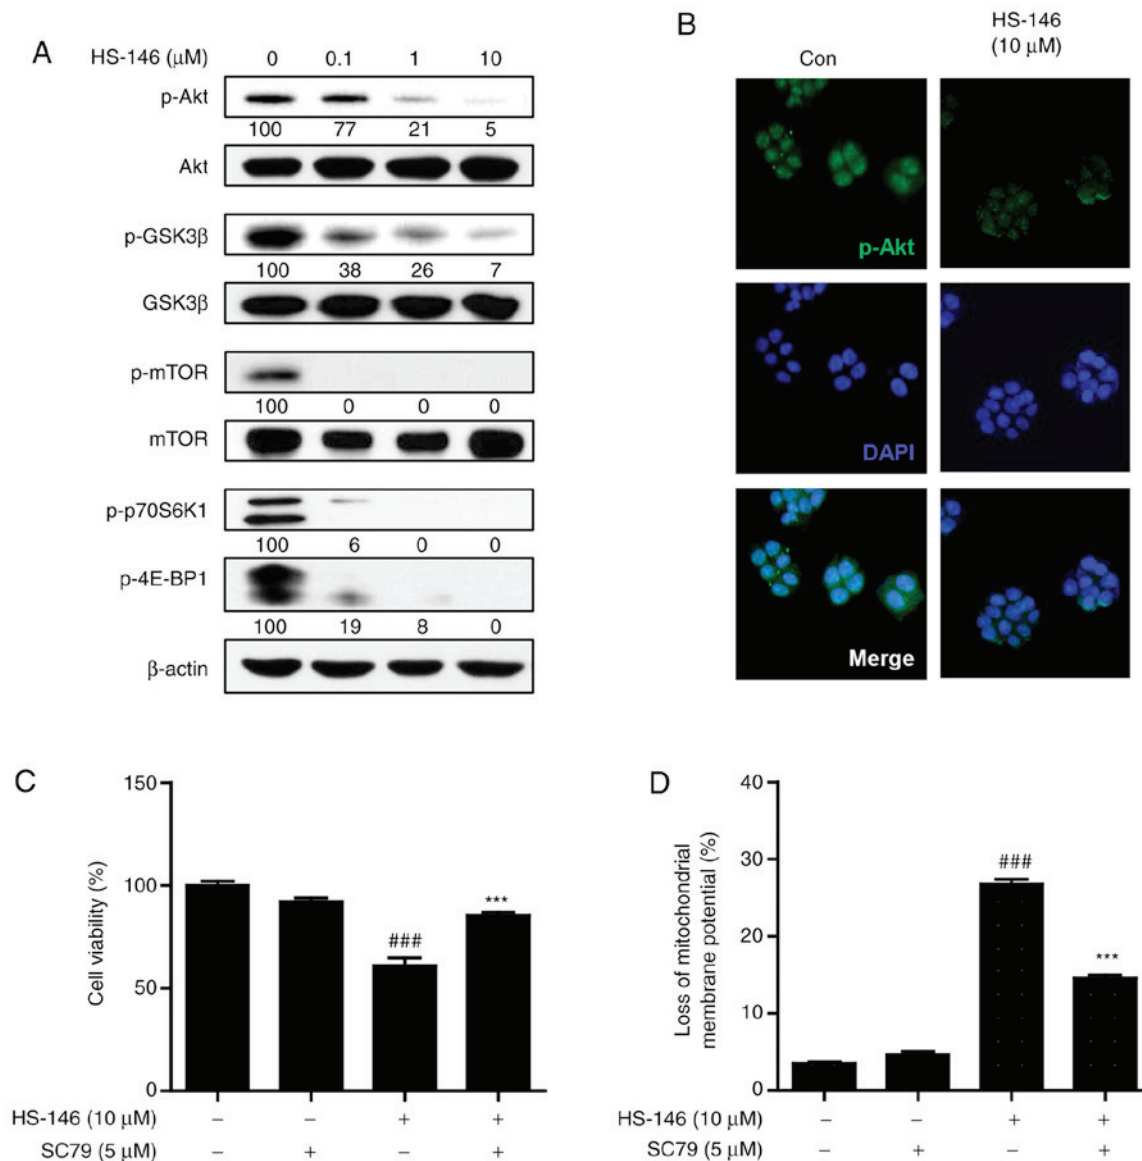 A
HS-146 (μM) 0 0.1 1 10
p-Akt
100 77 21 5
Akt
p-GSK3β
100 38 26 7
GSK3β
p-mTOR
100 0 0 0
mTOR
p-p70S6K1
100 6 0 0
p-4E-BP1
100 19 8 0
β-actin
B
Con
HS-146
(10 μM)
p-Akt
DAPI
Merge
C
Cell viability (%)
150
100
50
0
###
***
HS-146 (10 μM) – – + +
SC79 (5 μM) – + – +
D
Loss of mitochondrial
membrane potential (%)
40
30
20
10
0
###
***
HS-146 (10 μM) – – + +
SC79 (5 μM) – + – +